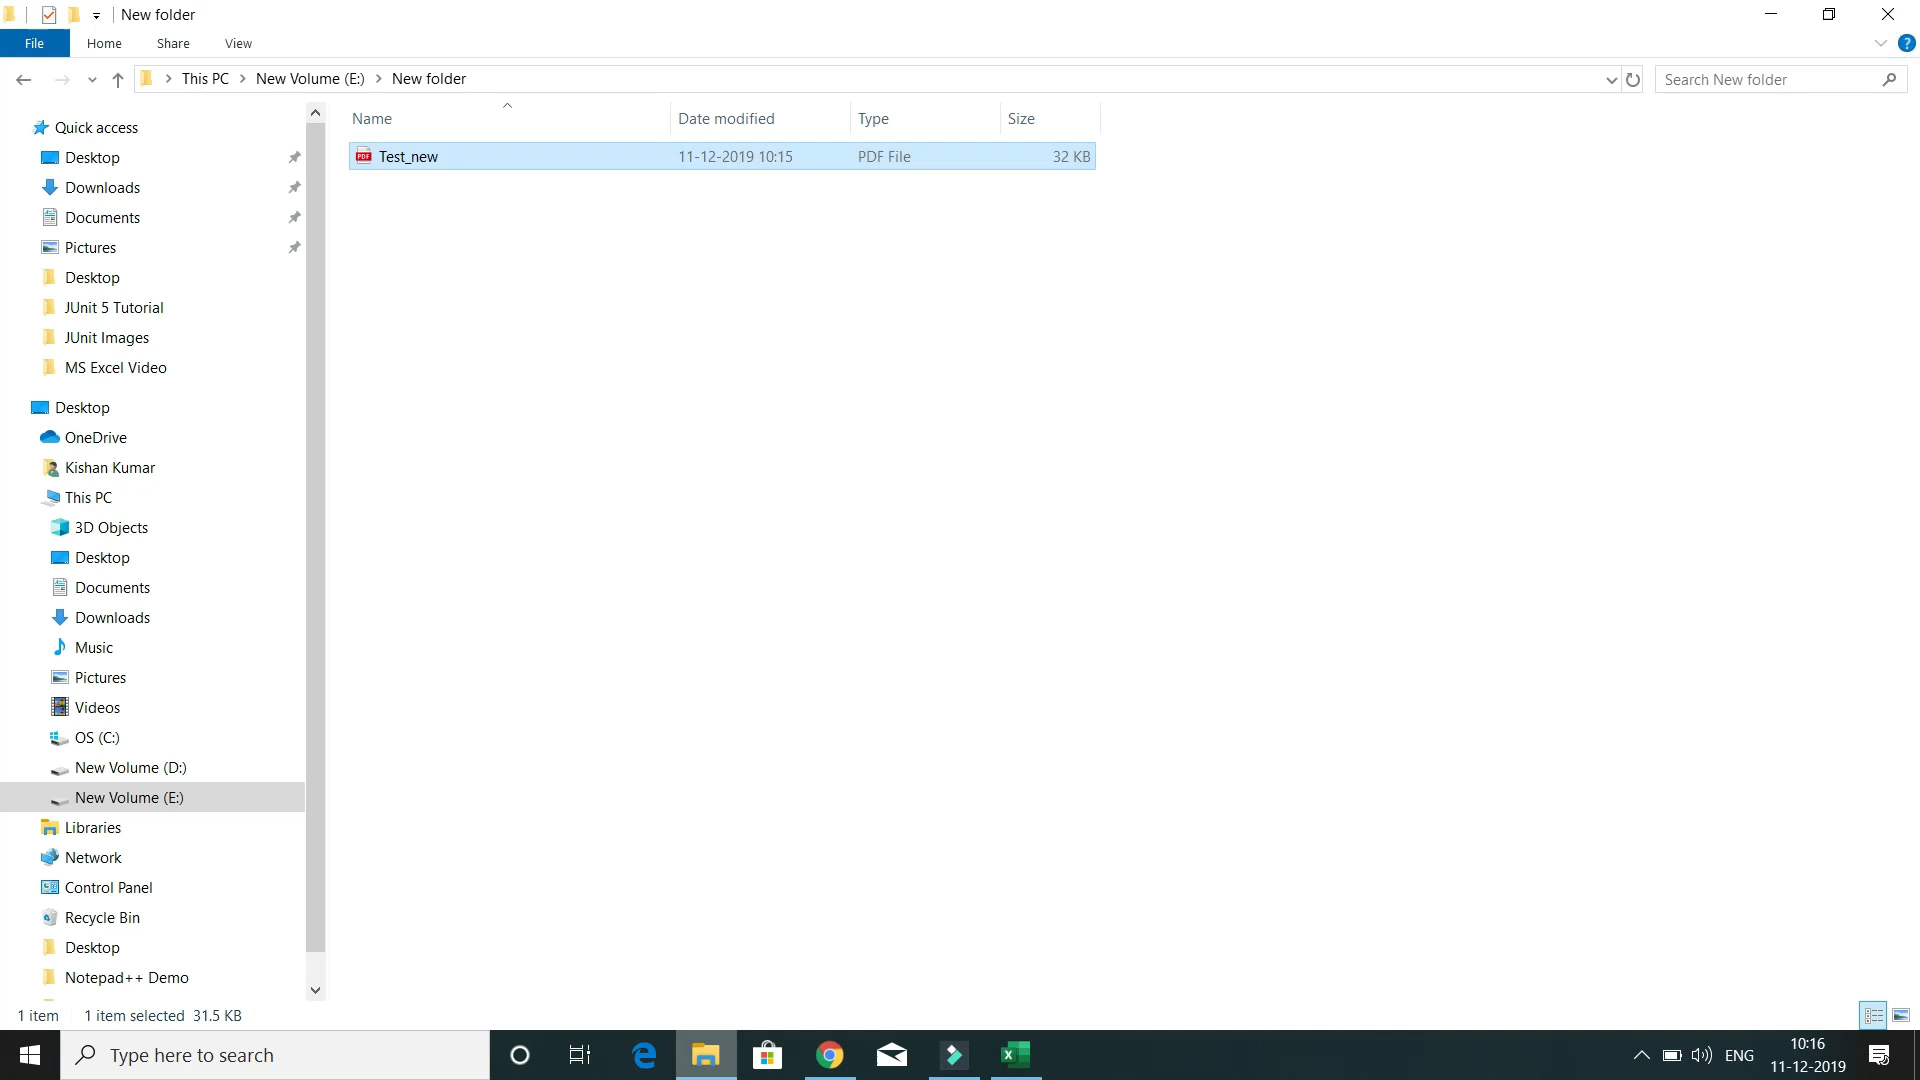 New folder
File Home Share View
This PC New Volume (E:) New folder
Search New folder
Name Date modified Type Size
Test_new 11-12-2019 10:15 PDF File 32 KB
Quick access
Desktop
Downloads
Documents
Pictures
Desktop
JUnit 5 Tutorial
JUnit Images
MS Excel Video
Desktop
OneDrive
Kishan Kumar
This PC
3D Objects
Desktop
Documents
Downloads
Music
Pictures
Videos
OS (C:)
New Volume (D:)
New Volume (E:)
Libraries
Network
Control Panel
Recycle Bin
Desktop
Notepad++ Demo
1 item 1 item selected 31.5 KB
Type here to search
ENG
10:16
11-12-2019